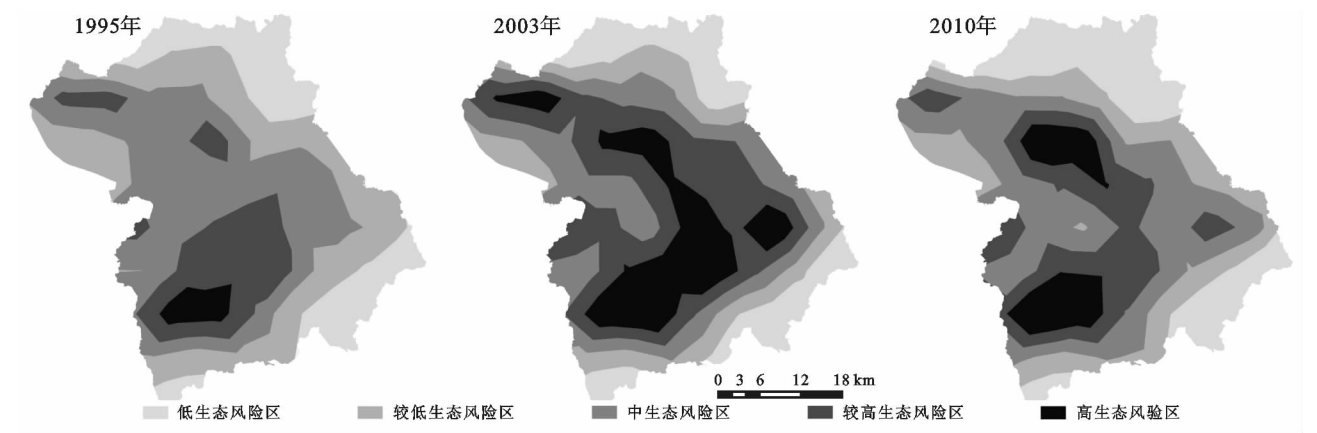 1995年
2003年
2010年
0 3 6 12 18 km
低生态风险区
较低生态风险区
中生态风险区
较高生态风险区
高生态风险区